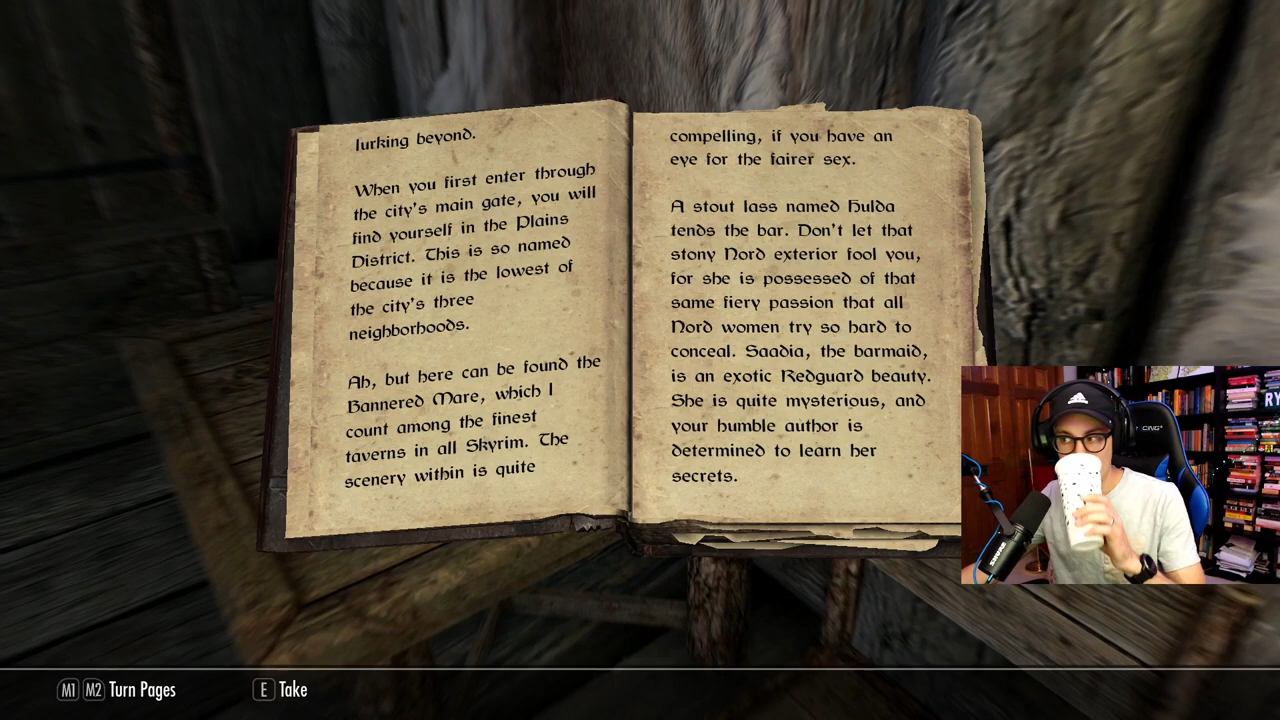 lurking beyond.
When you first enter through
the city's main gate, you will
find yourself in the Plains
District. This is so named
because it is the lowest of
the city's three
neighborhoods.
Ah, but here can be found the
Bannered Mare, which I
count among the finest
taverns in all Skyrim. The
scenery within is quite
compelling, if you have an
eye for the fairer sex.
A stout lass named Hulda
tends the bar. Don't let that
stony Nord exterior fool you,
for she is possessed of that
same fiery passion that all
Nord women try so hard to
conceal. Saadia, the barmaid,
is an exotic Redguard beauty.
She is quite mysterious, and
your humble author is
determined to learn her
secrets.
M1 M2 Turn Pages
E Take